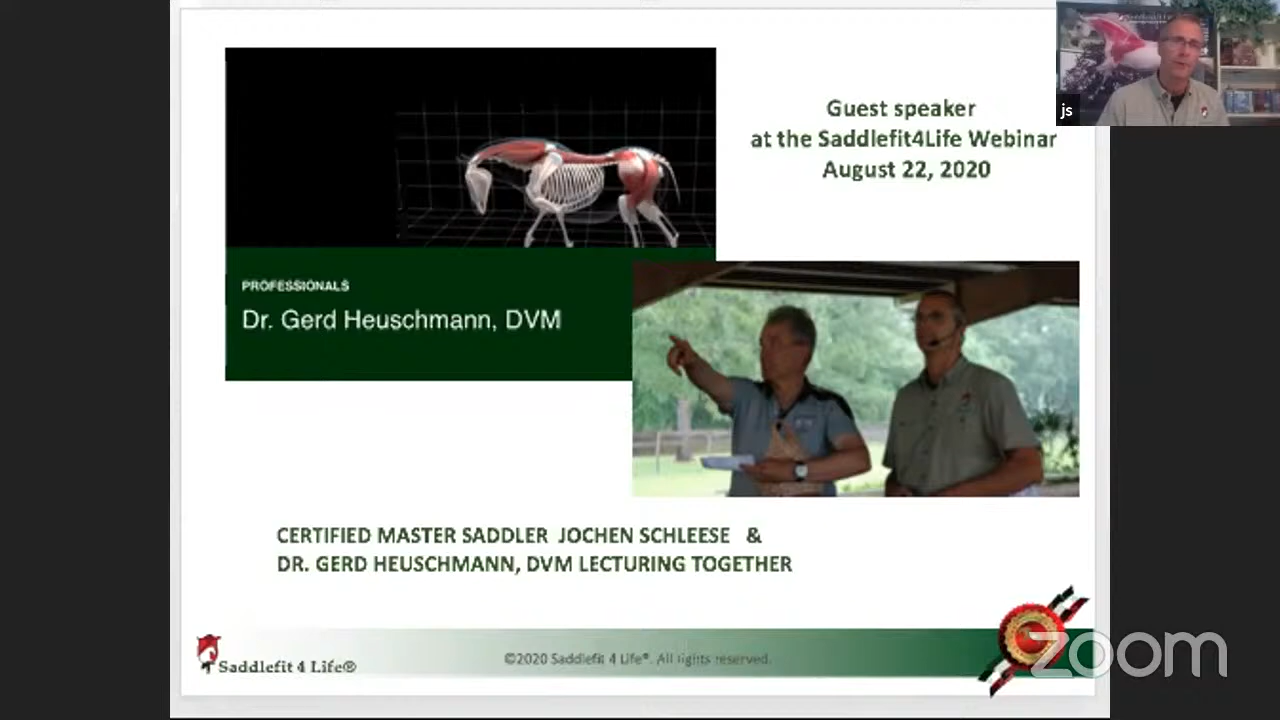 Guest speaker
at the Saddlefit4Life Webinar
August 22, 2020
js
PROFESSIONALS
Dr. Gerd Heuschmann, DVM
CERTIFIED MASTER SADDLER JOCHEN SCHLEESE &
DR. GERD HEUSCHMANN, DVM LECTURING TOGETHER
Saddlefit 4 Life®
©2020 Saddlefit 4 Life®. All rights reserved.
zoom